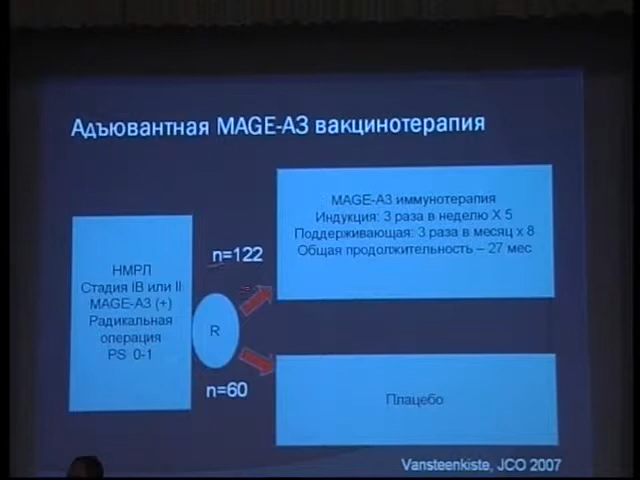 Адъювантная MAGE-A3 вакцинотерапия
MAGE-A3 иммунотерапия
Индукция: 3 раза в неделю X 5
Поддерживающая: 3 раза в месяц x 8
Общая продолжительность – 27 мес
n=122
НМРЛ
Стадия IB или II
MAGE-A3 (+)
Радикальная
операция
PS 0-1
R
n=60
Плацебо
Vansteenkiste, JCO 2007